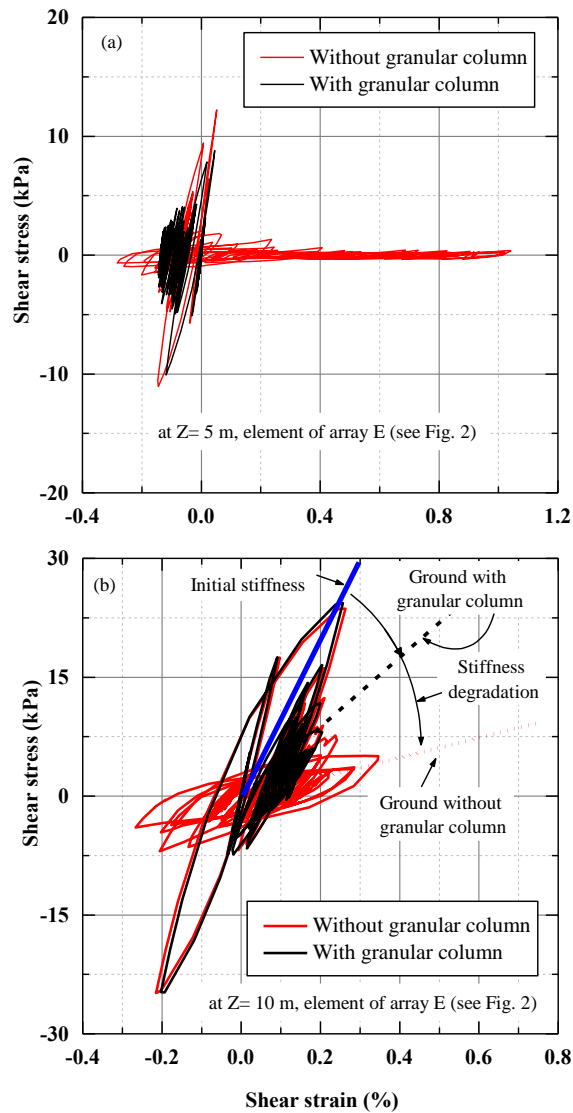 (a)
Without granular column
With granular column
20
10
0
-10
-20
Shear stress (kPa)
at Z= 5 m, element of array E (see Fig. 2)
-0.4
0.0
0.4
0.8
1.2
(b)
Initial stiffness
Ground with
granular column
Stiffness
degradation
Ground without
granular column
30
15
0
-15
-30
Shear stress (kPa)
Without granular column
With granular column
at Z= 10 m, element of array E (see Fig. 2)
-0.4
-0.2
0.0
0.2
0.4
0.6
0.8
Shear strain (%)